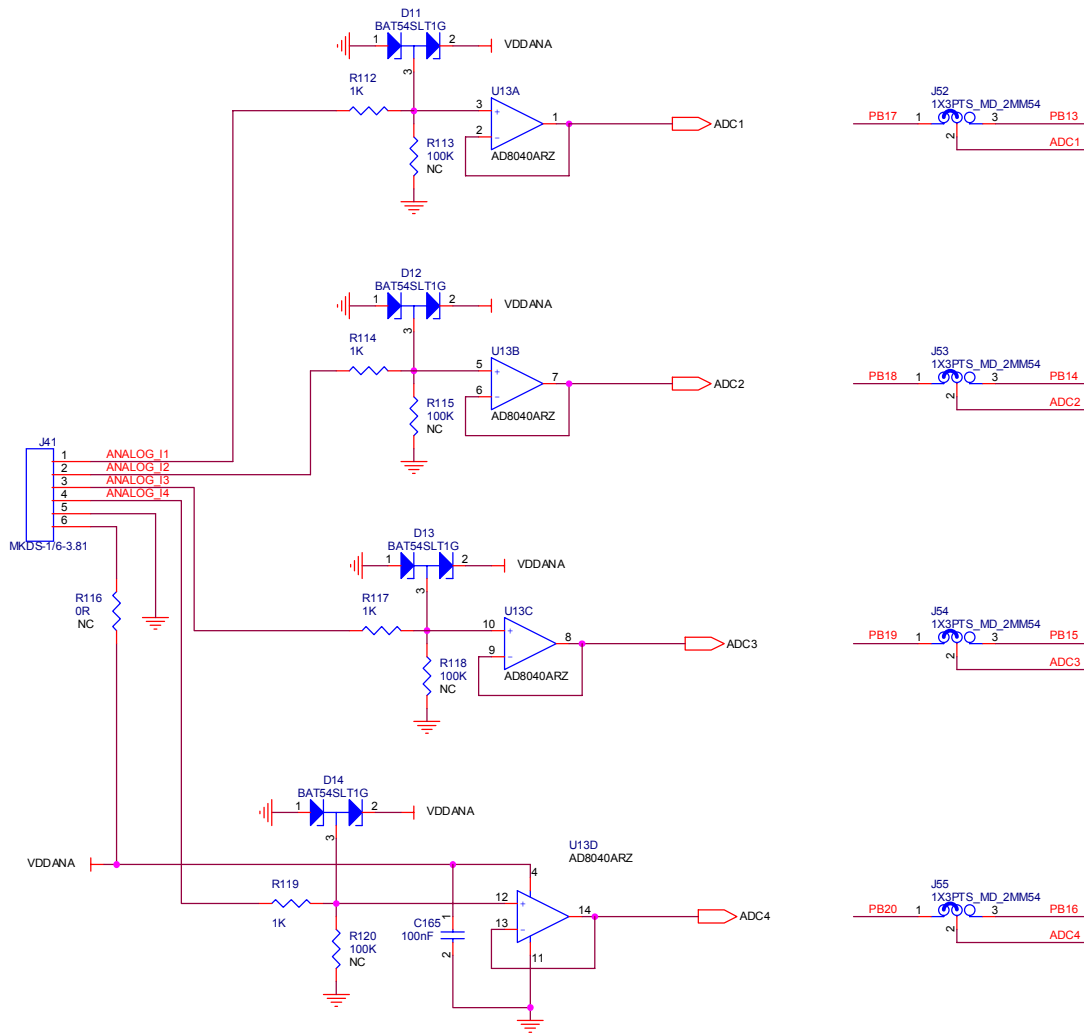 D11
BAT54SLT1G
1
2
VDDANA
3
R112
1K
U13A
3
+
2
-
1
AD8040ARZ
ADC1
R113
100K
NC
J52
1X3PTS_MD_2MM54
PB17
1
3
PB13
2
ADC1
D12
BAT54SLT1G
1
2
VDDANA
3
R114
1K
U13B
5
+
6
-
7
AD8040ARZ
ADC2
R115
100K
NC
J53
1X3PTS_MD_2MM54
PB18
1
3
PB14
2
ADC2
J41
1
ANALOG_I1
2
ANALOG_I2
3
ANALOG_I3
4
ANALOG_I4
5
6
MKDS-1/6-3.81
R116
0R
NC
D13
BAT54SLT1G
1
2
VDDANA
3
R117
1K
U13C
10
+
9
-
8
AD8040ARZ
ADC3
R118
100K
NC
J54
1X3PTS_MD_2MM54
PB19
1
3
PB15
2
ADC3
D14
BAT54SLT1G
1
2
VDDANA
3
VDDANA
U13D
AD8040ARZ
4
R119
1K
12
+
13
-
14
11
ADC4
R120
100K
NC
C165
100nF
1
2
J55
1X3PTS_MD_2MM54
PB20
1
3
PB16
2
ADC4